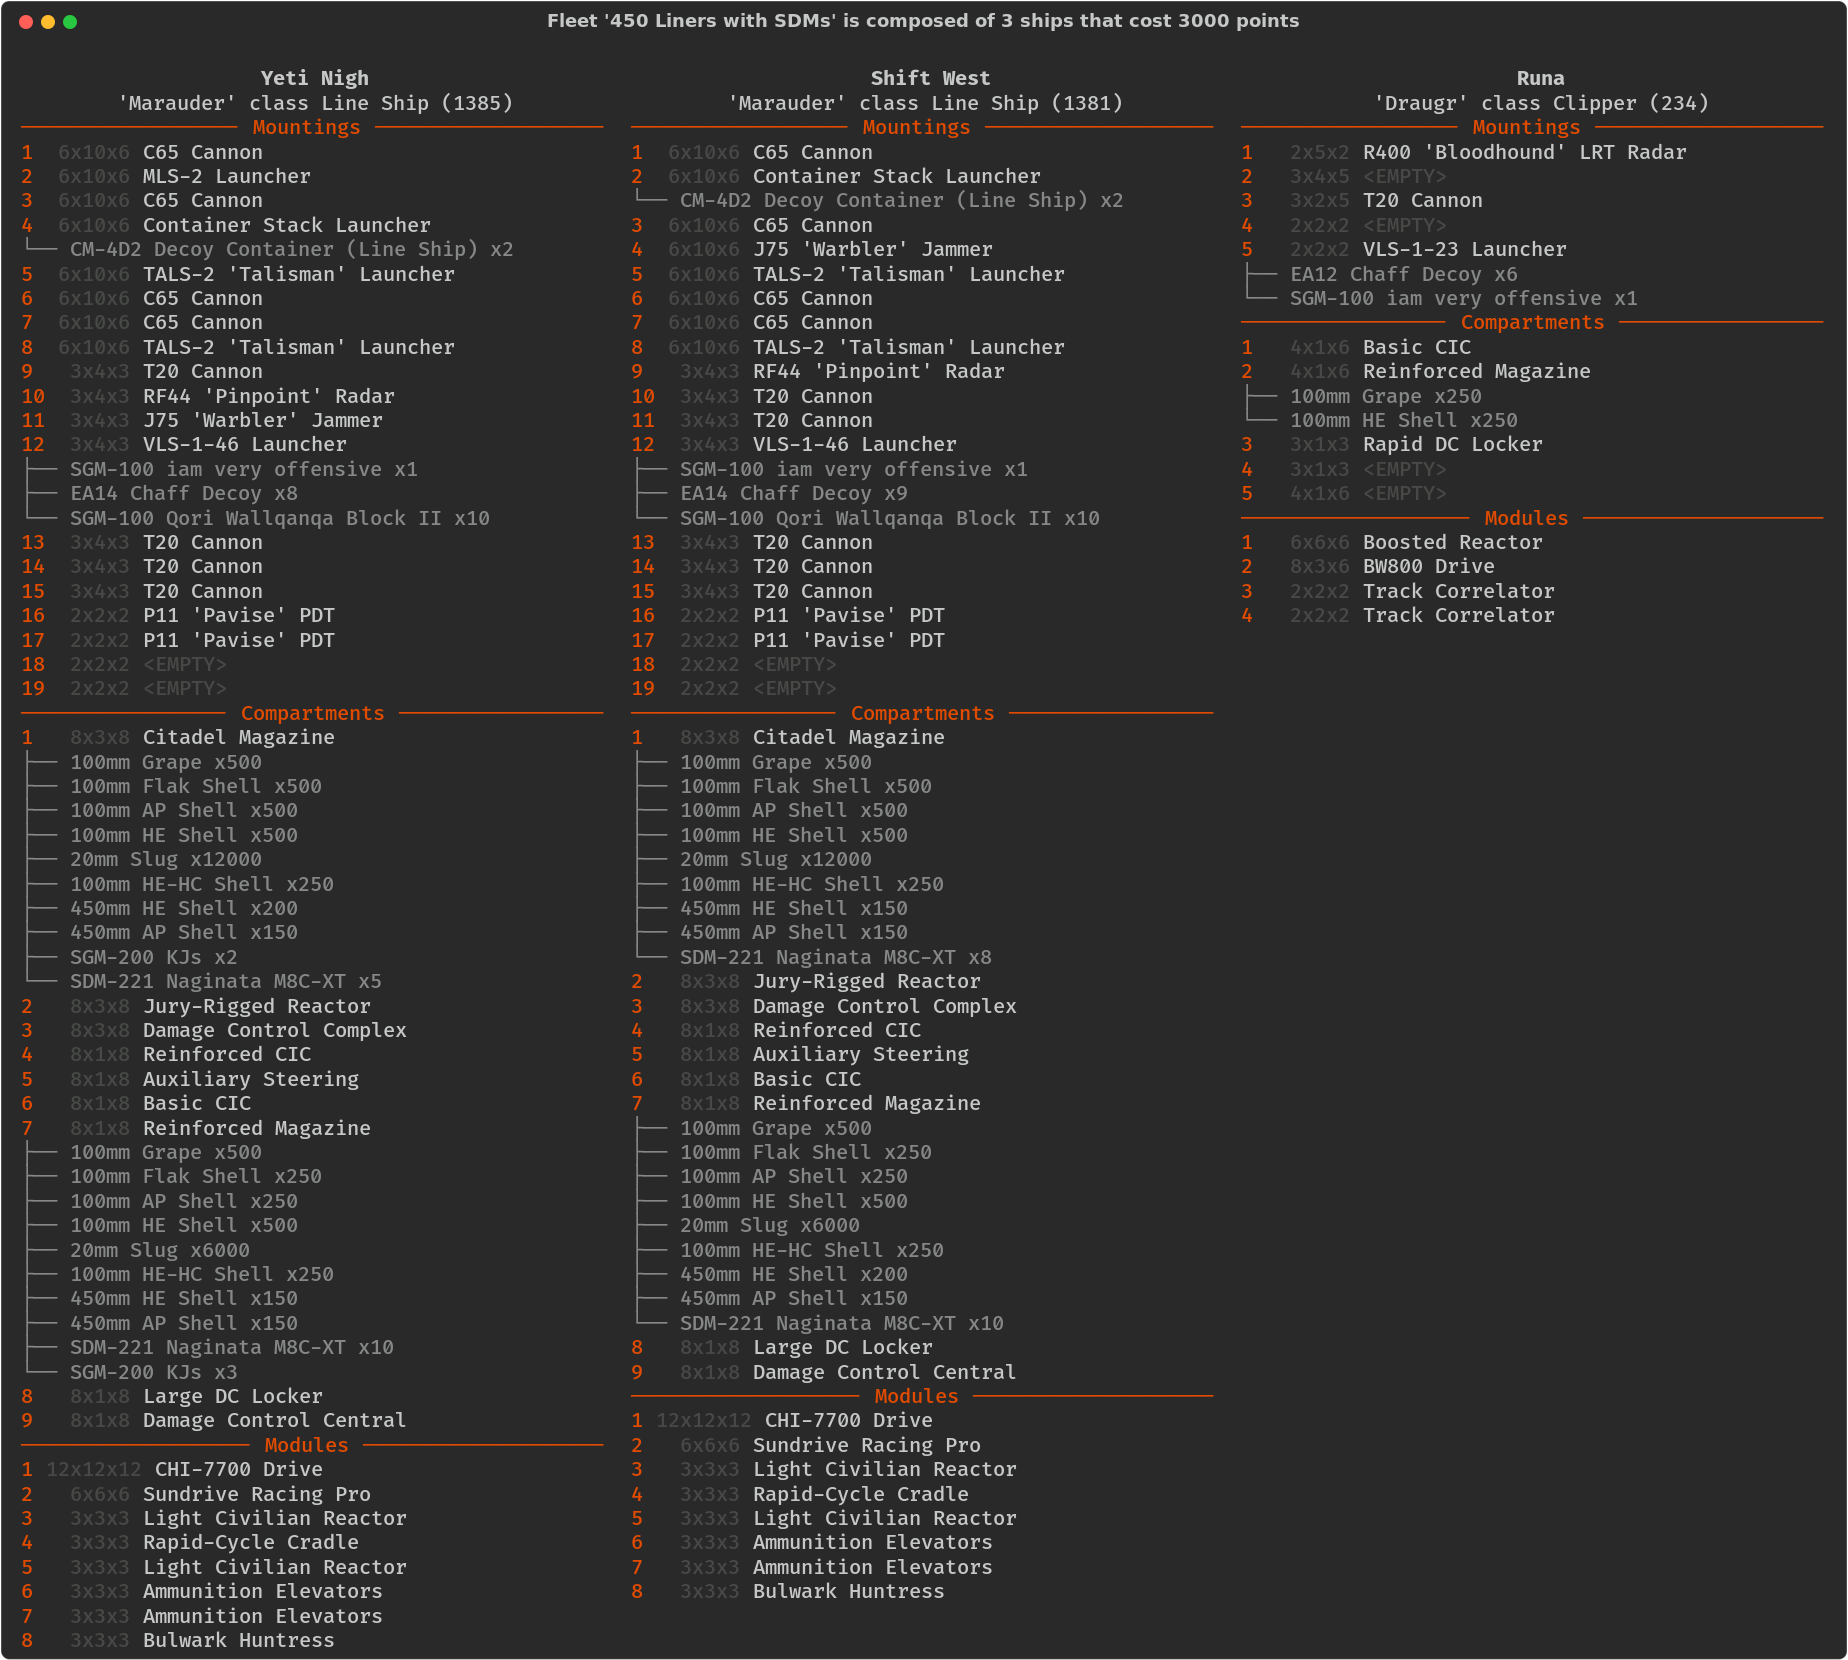 Fleet '450 Liners with SDMs' is composed of 3 ships that cost 3000 points
Yeti Nigh
'Marauder' class Line Ship (1385)
Mountings
1 6x10x6 C65 Cannon
2 6x10x6 MLS-2 Launcher
3 6x10x6 C65 Cannon
4 6x10x6 Container Stack Launcher
CM-4D2 Decoy Container (Line Ship) x2
5 6x10x6 TALS-2 'Talisman' Launcher
6 6x10x6 C65 Cannon
7 6x10x6 C65 Cannon
8 6x10x6 TALS-2 'Talisman' Launcher
9 3x4x3 T20 Cannon
10 3x4x3 RF44 'Pinpoint' Radar
11 3x4x3 J75 'Warbler' Jammer
12 3x4x3 VLS-1-46 Launcher
SGM-100 iam very offensive x1
EA14 Chaff Decoy x8
SGM-100 Qori Wallqanqa Block II x10
13 3x4x3 T20 Cannon
14 3x4x3 T20 Cannon
15 3x4x3 T20 Cannon
16 2x2x2 P11 'Pavise' PDT
17 2x2x2 P11 'Pavise' PDT
18 2x2x2 <EMPTY>
19 2x2x2 <EMPTY>
Compartments
1 8x3x8 Citadel Magazine
100mm Grape x500
100mm Flak Shell x500
100mm AP Shell x500
100mm HE Shell x500
20mm Slug x12000
100mm HE-HC Shell x250
450mm HE Shell x200
450mm AP Shell x150
SGM-200 KJs x2
SDM-221 Naginata M8C-XT x5
2 8x3x8 Jury-Rigged Reactor
3 8x3x8 Damage Control Complex
4 8x1x8 Reinforced CIC
5 8x1x8 Auxiliary Steering
6 8x1x8 Basic CIC
7 8x1x8 Reinforced Magazine
100mm Grape x500
100mm Flak Shell x250
100mm AP Shell x250
100mm HE Shell x500
20mm Slug x6000
100mm HE-HC Shell x250
450mm HE Shell x150
450mm AP Shell x150
SDM-221 Naginata M8C-XT x10
SGM-200 KJs x3
8 8x1x8 Large DC Locker
9 8x1x8 Damage Control Central
Modules
1 12x12x12 CHI-7700 Drive
2 6x6x6 Sundrive Racing Pro
3 3x3x3 Light Civilian Reactor
4 3x3x3 Rapid-Cycle Cradle
5 3x3x3 Light Civilian Reactor
6 3x3x3 Ammunition Elevators
7 3x3x3 Ammunition Elevators
8 3x3x3 Bulwark Huntress
Shift West
'Marauder' class Line Ship (1381)
Mountings
1 6x10x6 C65 Cannon
2 6x10x6 Container Stack Launcher
CM-4D2 Decoy Container (Line Ship) x2
3 6x10x6 C65 Cannon
4 6x10x6 J75 'Warbler' Jammer
5 6x10x6 TALS-2 'Talisman' Launcher
6 6x10x6 C65 Cannon
7 6x10x6 C65 Cannon
8 6x10x6 TALS-2 'Talisman' Launcher
9 3x4x3 RF44 'Pinpoint' Radar
10 3x4x3 T20 Cannon
11 3x4x3 T20 Cannon
12 3x4x3 VLS-1-46 Launcher
SGM-100 iam very offensive x1
EA14 Chaff Decoy x9
SGM-100 Qori Wallqanqa Block II x10
13 3x4x3 T20 Cannon
14 3x4x3 T20 Cannon
15 3x4x3 T20 Cannon
16 2x2x2 P11 'Pavise' PDT
17 2x2x2 P11 'Pavise' PDT
18 2x2x2 <EMPTY>
19 2x2x2 <EMPTY>
Compartments
1 8x3x8 Citadel Magazine
100mm Grape x500
100mm Flak Shell x500
100mm AP Shell x500
100mm HE Shell x500
20mm Slug x12000
100mm HE-HC Shell x250
450mm HE Shell x150
450mm AP Shell x150
SDM-221 Naginata M8C-XT x8
2 8x3x8 Jury-Rigged Reactor
3 8x3x8 Damage Control Complex
4 8x1x8 Reinforced CIC
5 8x1x8 Auxiliary Steering
6 8x1x8 Basic CIC
7 8x1x8 Reinforced Magazine
100mm Grape x500
100mm Flak Shell x250
100mm AP Shell x250
100mm HE Shell x500
20mm Slug x6000
100mm HE-HC Shell x250
450mm HE Shell x200
450mm AP Shell x150
SDM-221 Naginata M8C-XT x10
8 8x1x8 Large DC Locker
9 8x1x8 Damage Control Central
Modules
1 12x12x12 CHI-7700 Drive
2 6x6x6 Sundrive Racing Pro
3 3x3x3 Light Civilian Reactor
4 3x3x3 Rapid-Cycle Cradle
5 3x3x3 Light Civilian Reactor
6 3x3x3 Ammunition Elevators
7 3x3x3 Ammunition Elevators
8 3x3x3 Bulwark Huntress
Runa
'Draugr' class Clipper (234)
Mountings
1 2x5x2 R400 'Bloodhound' LRT Radar
2 3x4x5 <EMPTY>
3 3x2x5 T20 Cannon
4 2x2x2 <EMPTY>
5 2x2x2 VLS-1-23 Launcher
EA12 Chaff Decoy x6
SGM-100 iam very offensive x1
Compartments
1 4x1x6 Basic CIC
2 4x1x6 Reinforced Magazine
100mm Grape x250
100mm HE Shell x250
3 3x1x3 Rapid DC Locker
4 3x1x3 <EMPTY>
5 4x1x6 <EMPTY>
Modules
1 6x6x6 Boosted Reactor
2 8x3x6 BW800 Drive
3 2x2x2 Track Correlator
4 2x2x2 Track Correlator